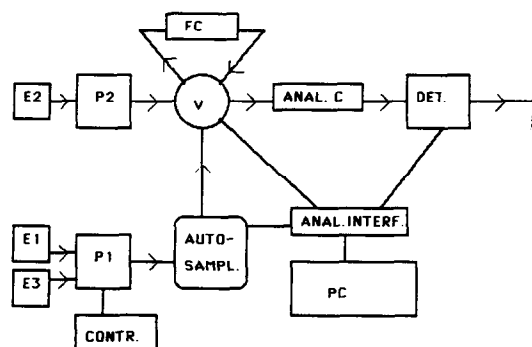 FC
E2
P2
V
ANAL. C
DET.
E1
E3
P1
AUTO-
SAMPL.
ANAL.INTERF.
PC
CONTR.